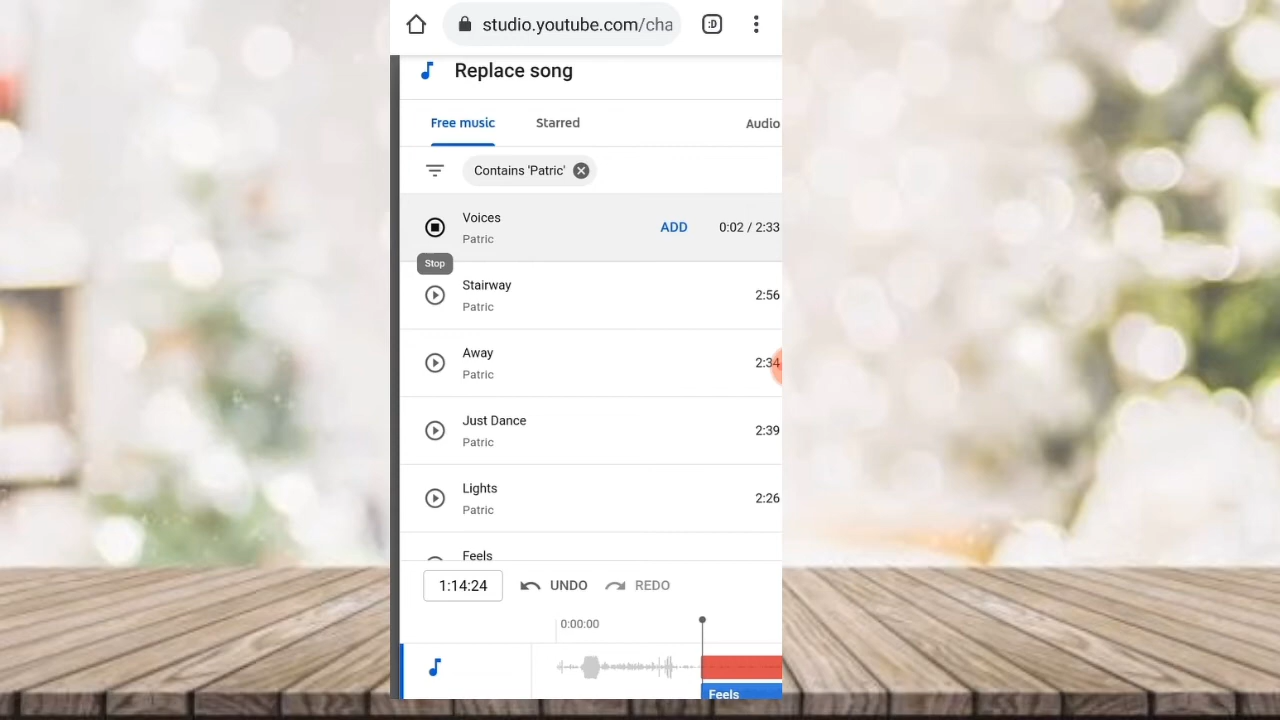 studio.youtube.com/cha
:D
Replace song
Free music
Starred
Audio
Contains 'Patric'
Voices
Patric
ADD
0:02 / 2:33
Stop
Stairway
Patric
2:56
Away
Patric
2:34
Just Dance
Patric
2:39
Lights
Patric
2:26
Feels
1:14:24
UNDO
REDO
0:00:00
Feels